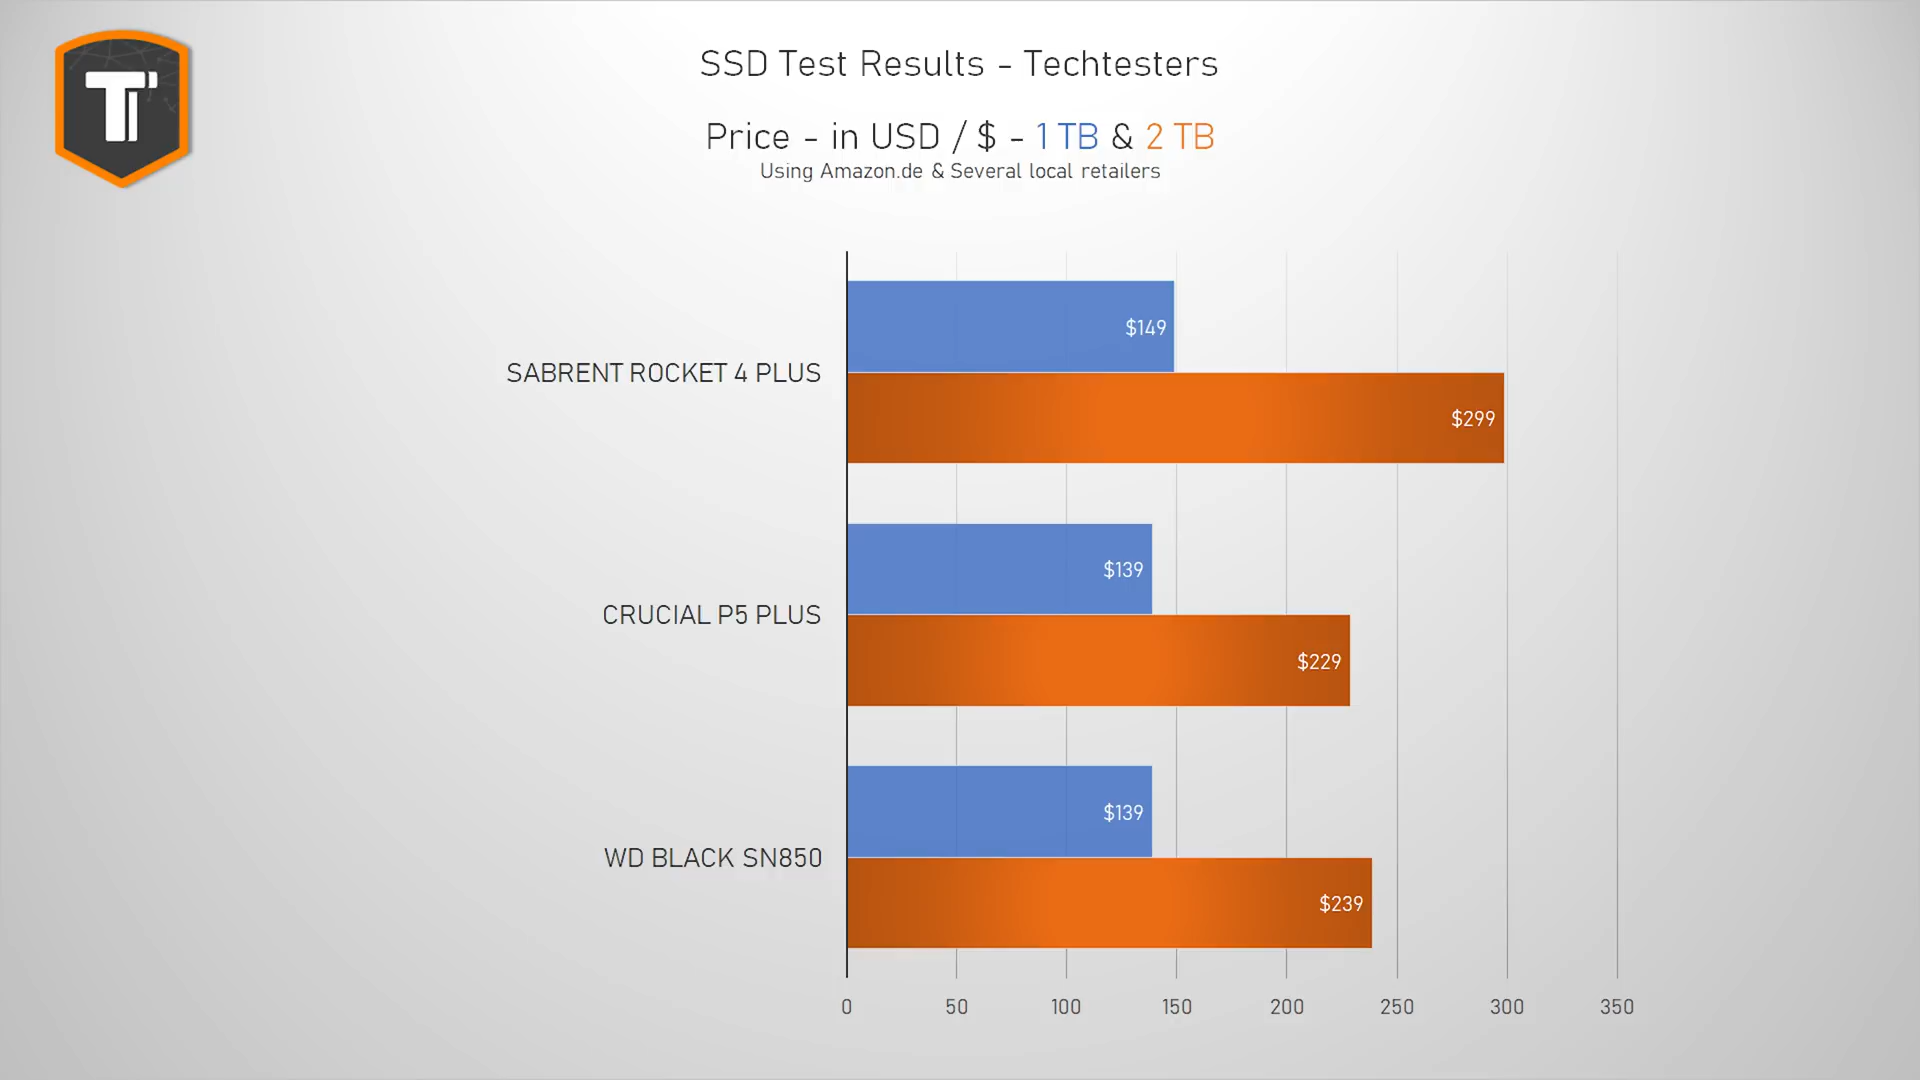 T
SSD Test Results - Techtesters
Price - in USD / $ - 1 TB & 2 TB
Using Amazon.de & Several local retailers
$149
SABRENT ROCKET 4 PLUS
$299
$139
CRUCIAL P5 PLUS
$229
$139
WD BLACK SN850
$239
0 50 100 150 200 250 300 350